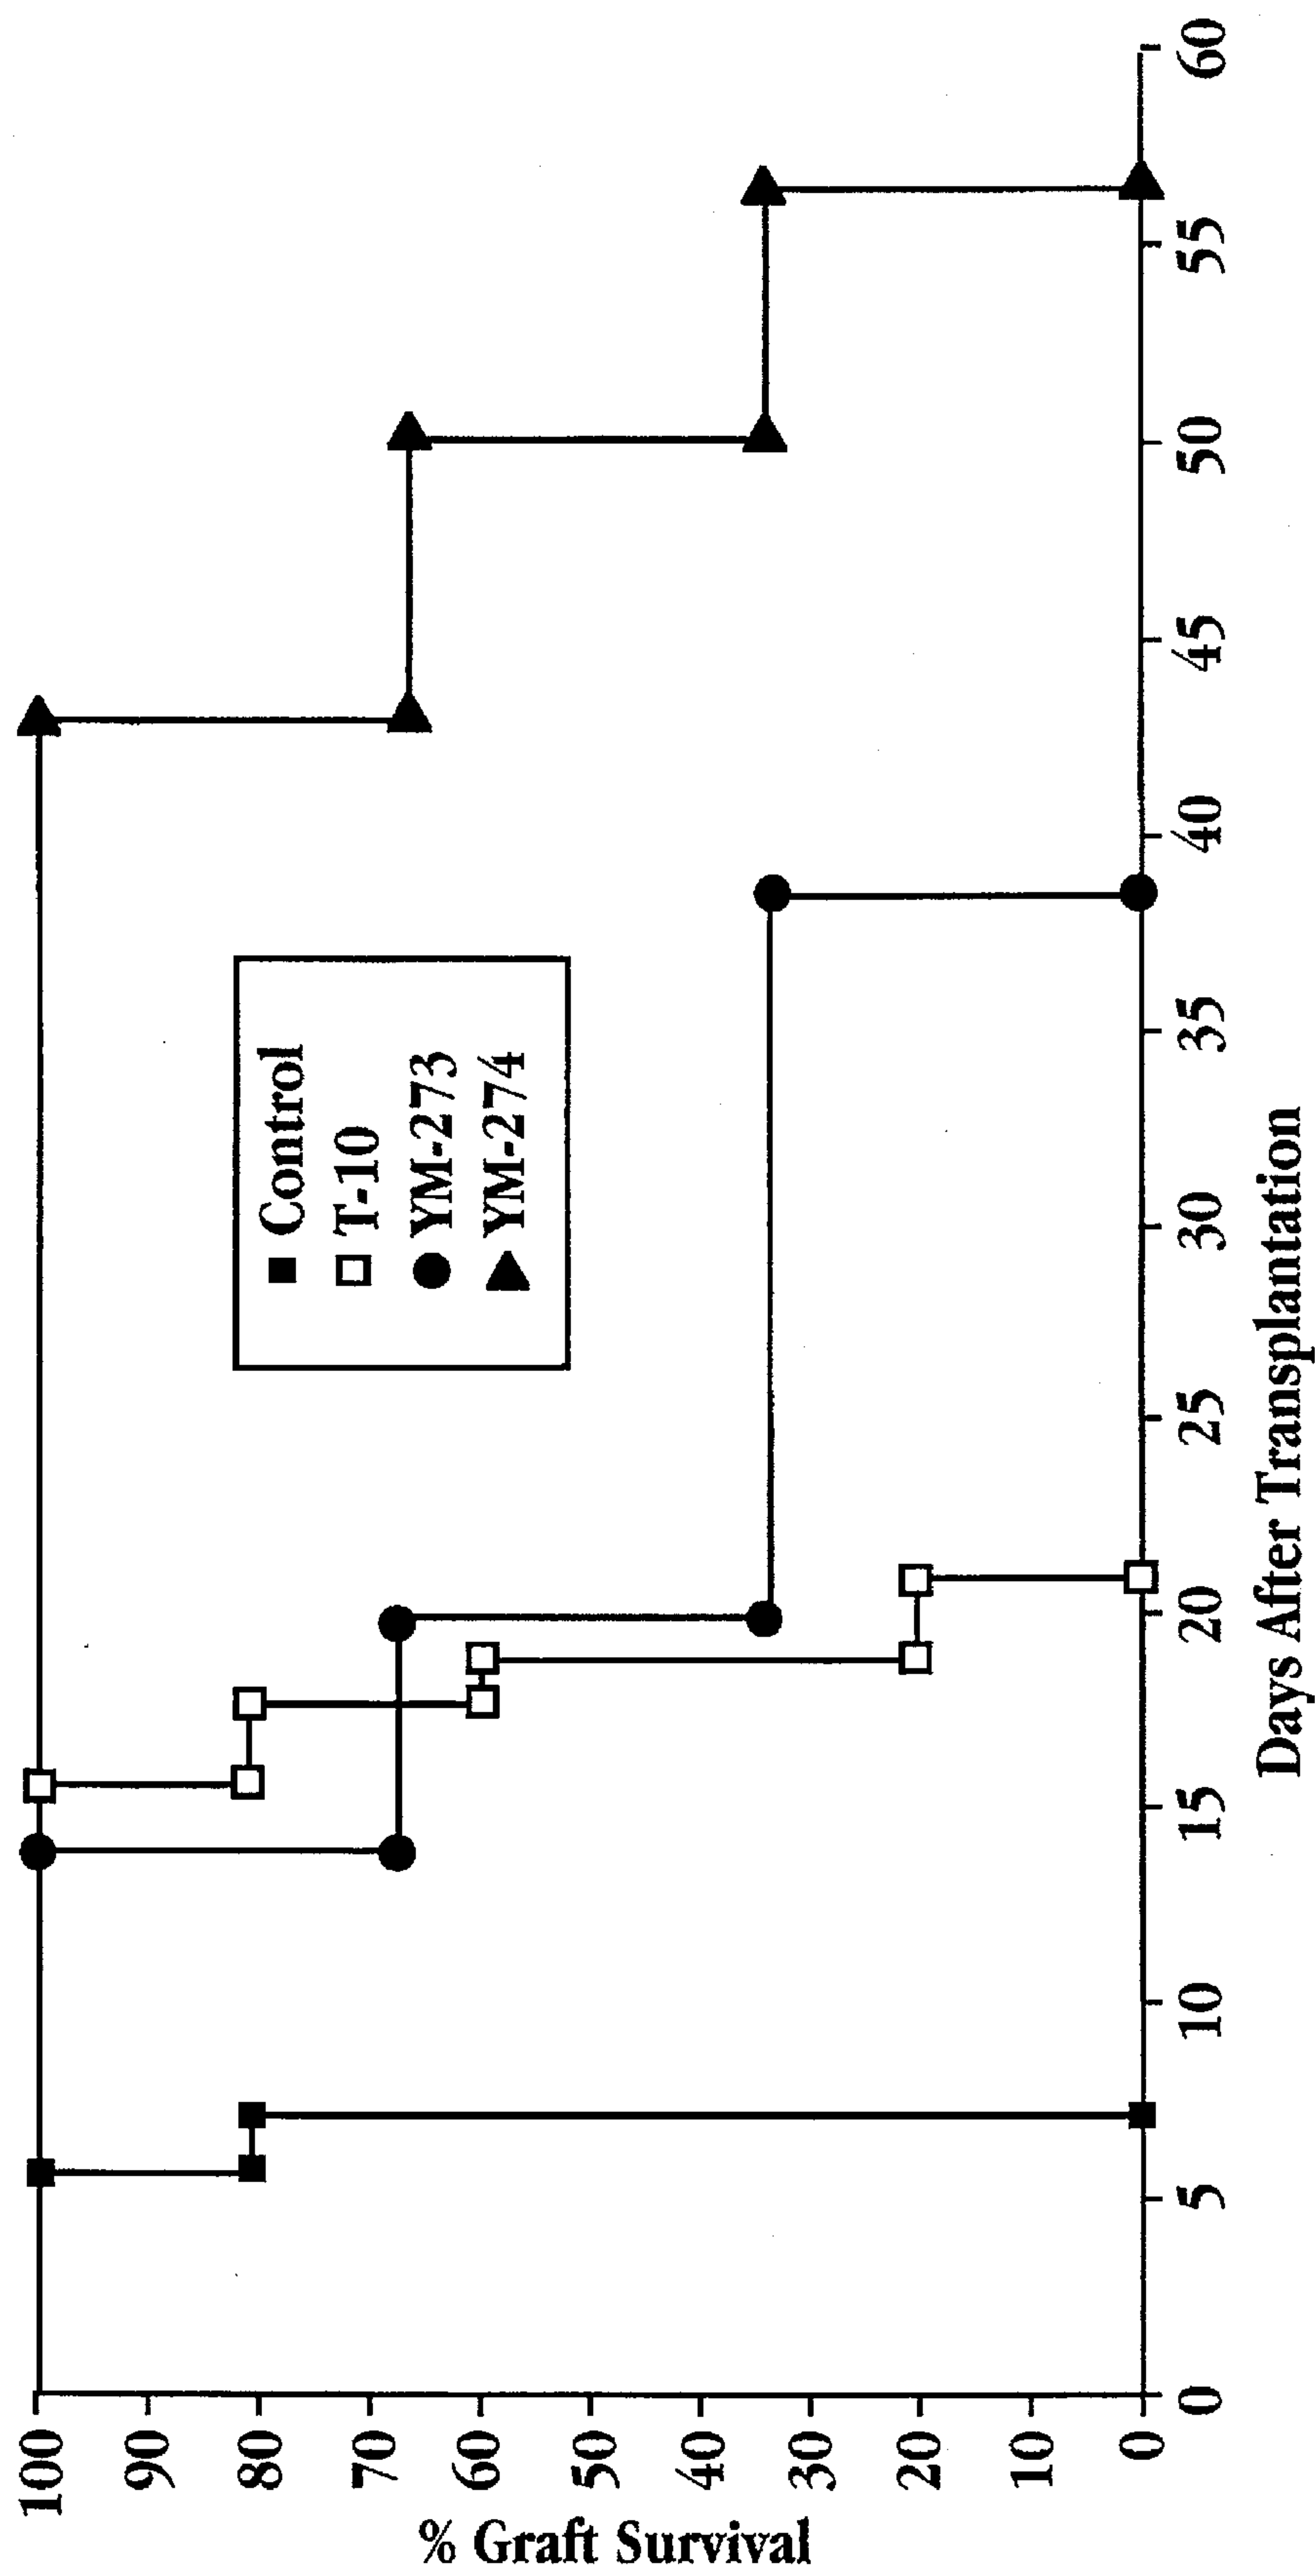 % Graft Survival
100
90
80
70
60
50
40
30
20
10
0
Control
T-10
YM-273
YM-274
0 5 10 15 20 25 30 35 40 45 50 55 60
Days After Transplantation